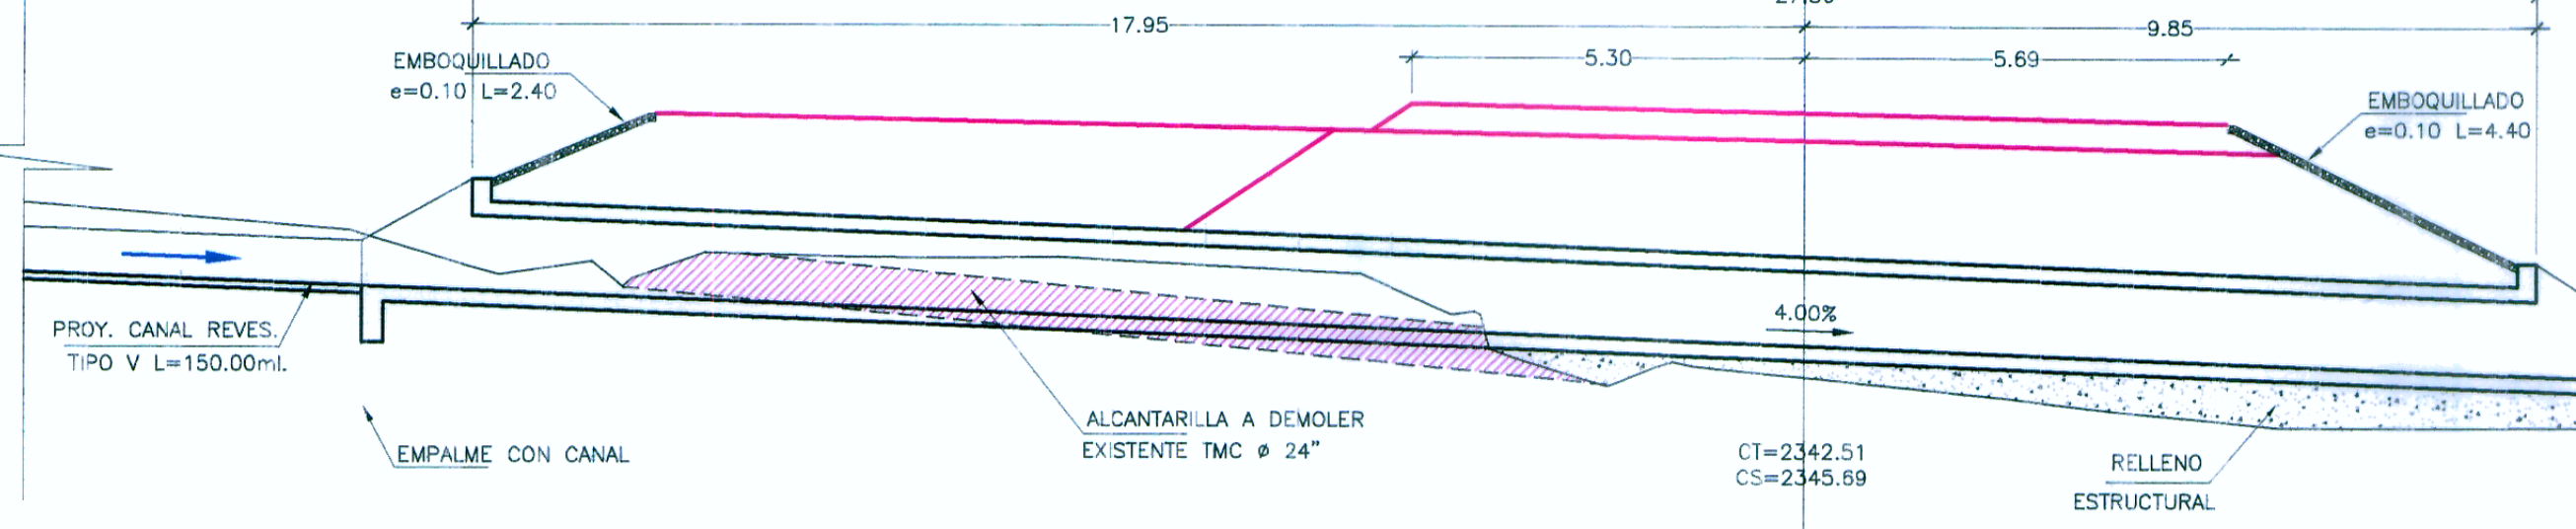 17.95
9.85
5.30
5.69
EMBOQUILLADO
e=0.10 L=2.40
EMBOQUILLADO
e=0.10 L=4.40
4.00%
PROY. CANAL REVES.
TIPO V L=150.00ml.
ALCANTARILLA A DEMOLER
EXISTENTE TMC ø 24"
EMPALME CON CANAL
CT=2342.51
CS=2345.69
RELLENO
ESTRUCTURAL